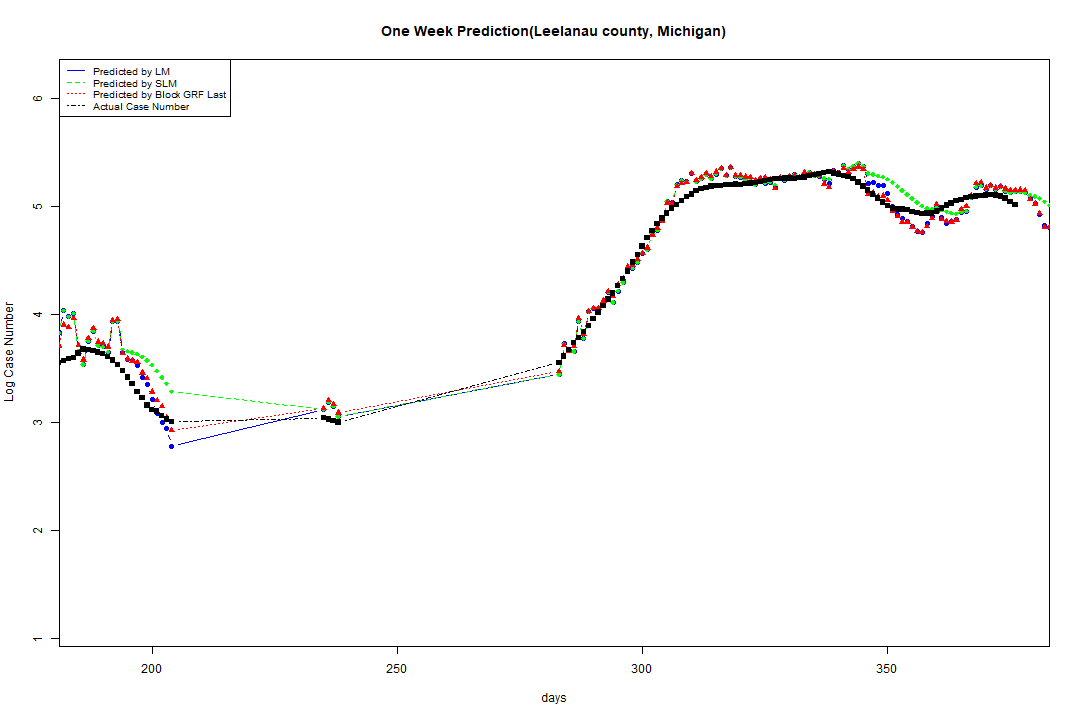 One Week Prediction(Leelanau county, Michigan)
Predicted by LM
Predicted by SLM
Predicted by Block GRF Last
Actual Case Number
6
5
4
3
2
1
Log Case Number
200 250 300 350
days